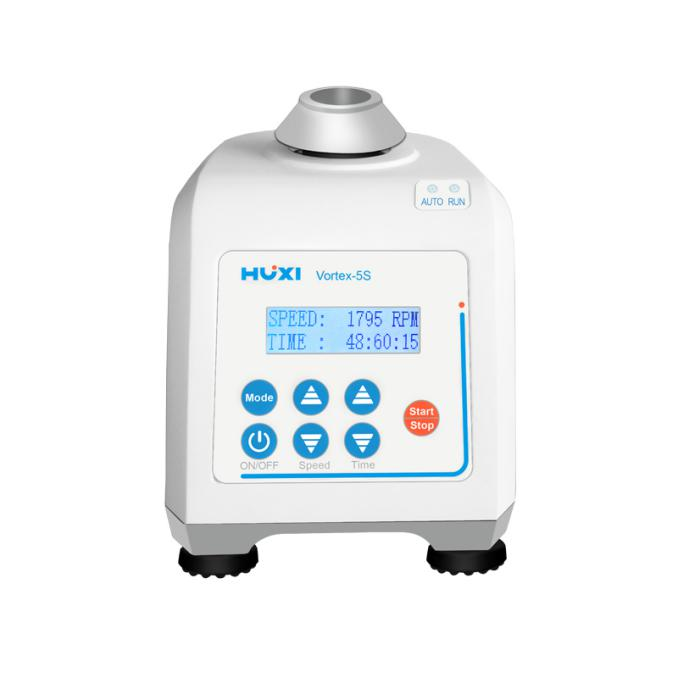 AUTO RUN
HUXI Vortex-5S
SPEED: 1795 RPM
TIME : 48:60:15
Mode
Start
Stop
ON/OFF Speed Time